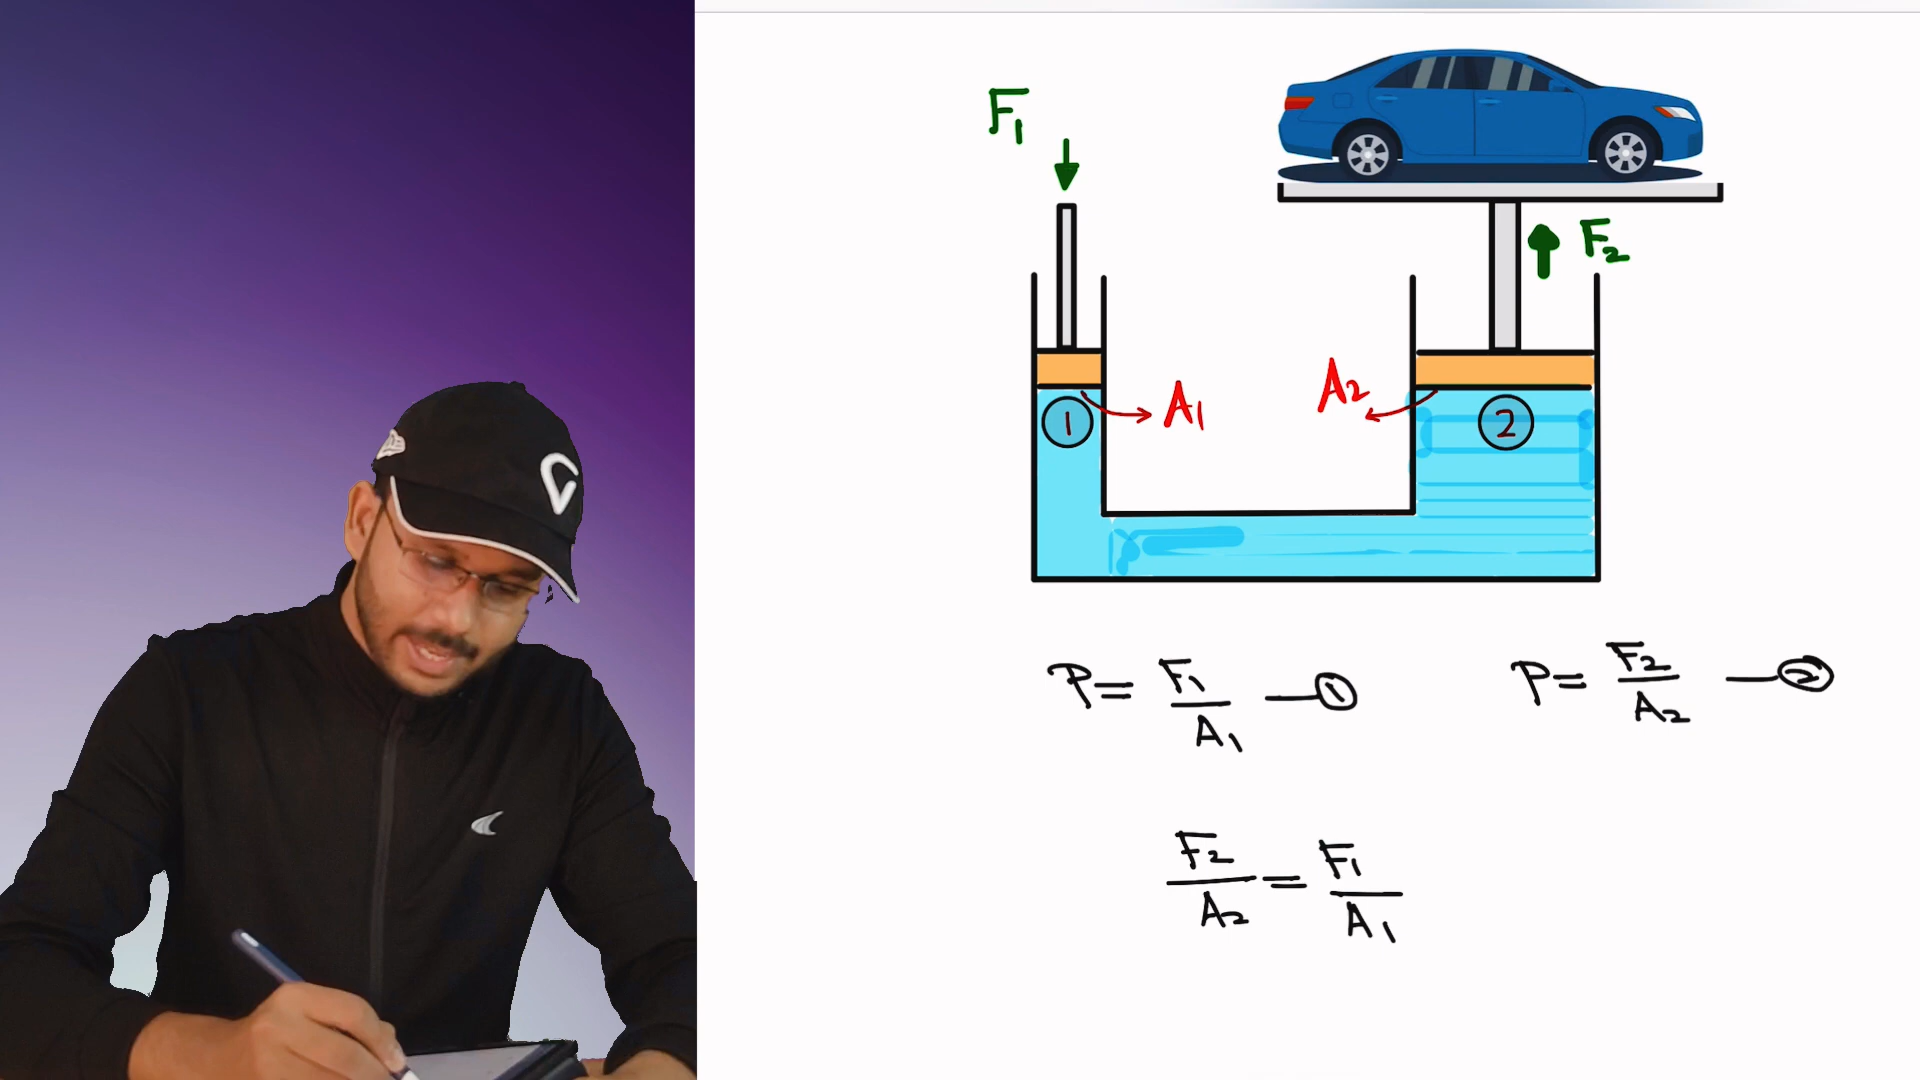 F₁
F₂
A₁
A₂
1
2
P = F₁/A₁ — ①
P = F₂/A₂ — ②
F₂/A₂ = F₁/A₁